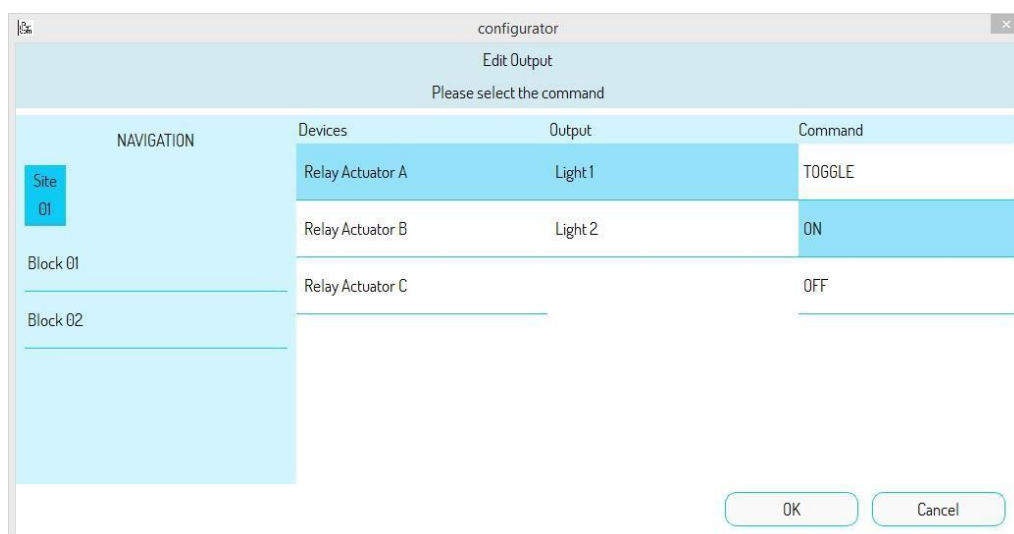 configurator
Edit Output
Please select the command
NAVIGATION
Site
01
Block 01
Block 02
Devices Output Command
Relay Actuator A Light 1 TOGGLE
Relay Actuator B Light 2 ON
Relay Actuator C OFF
OK Cancel